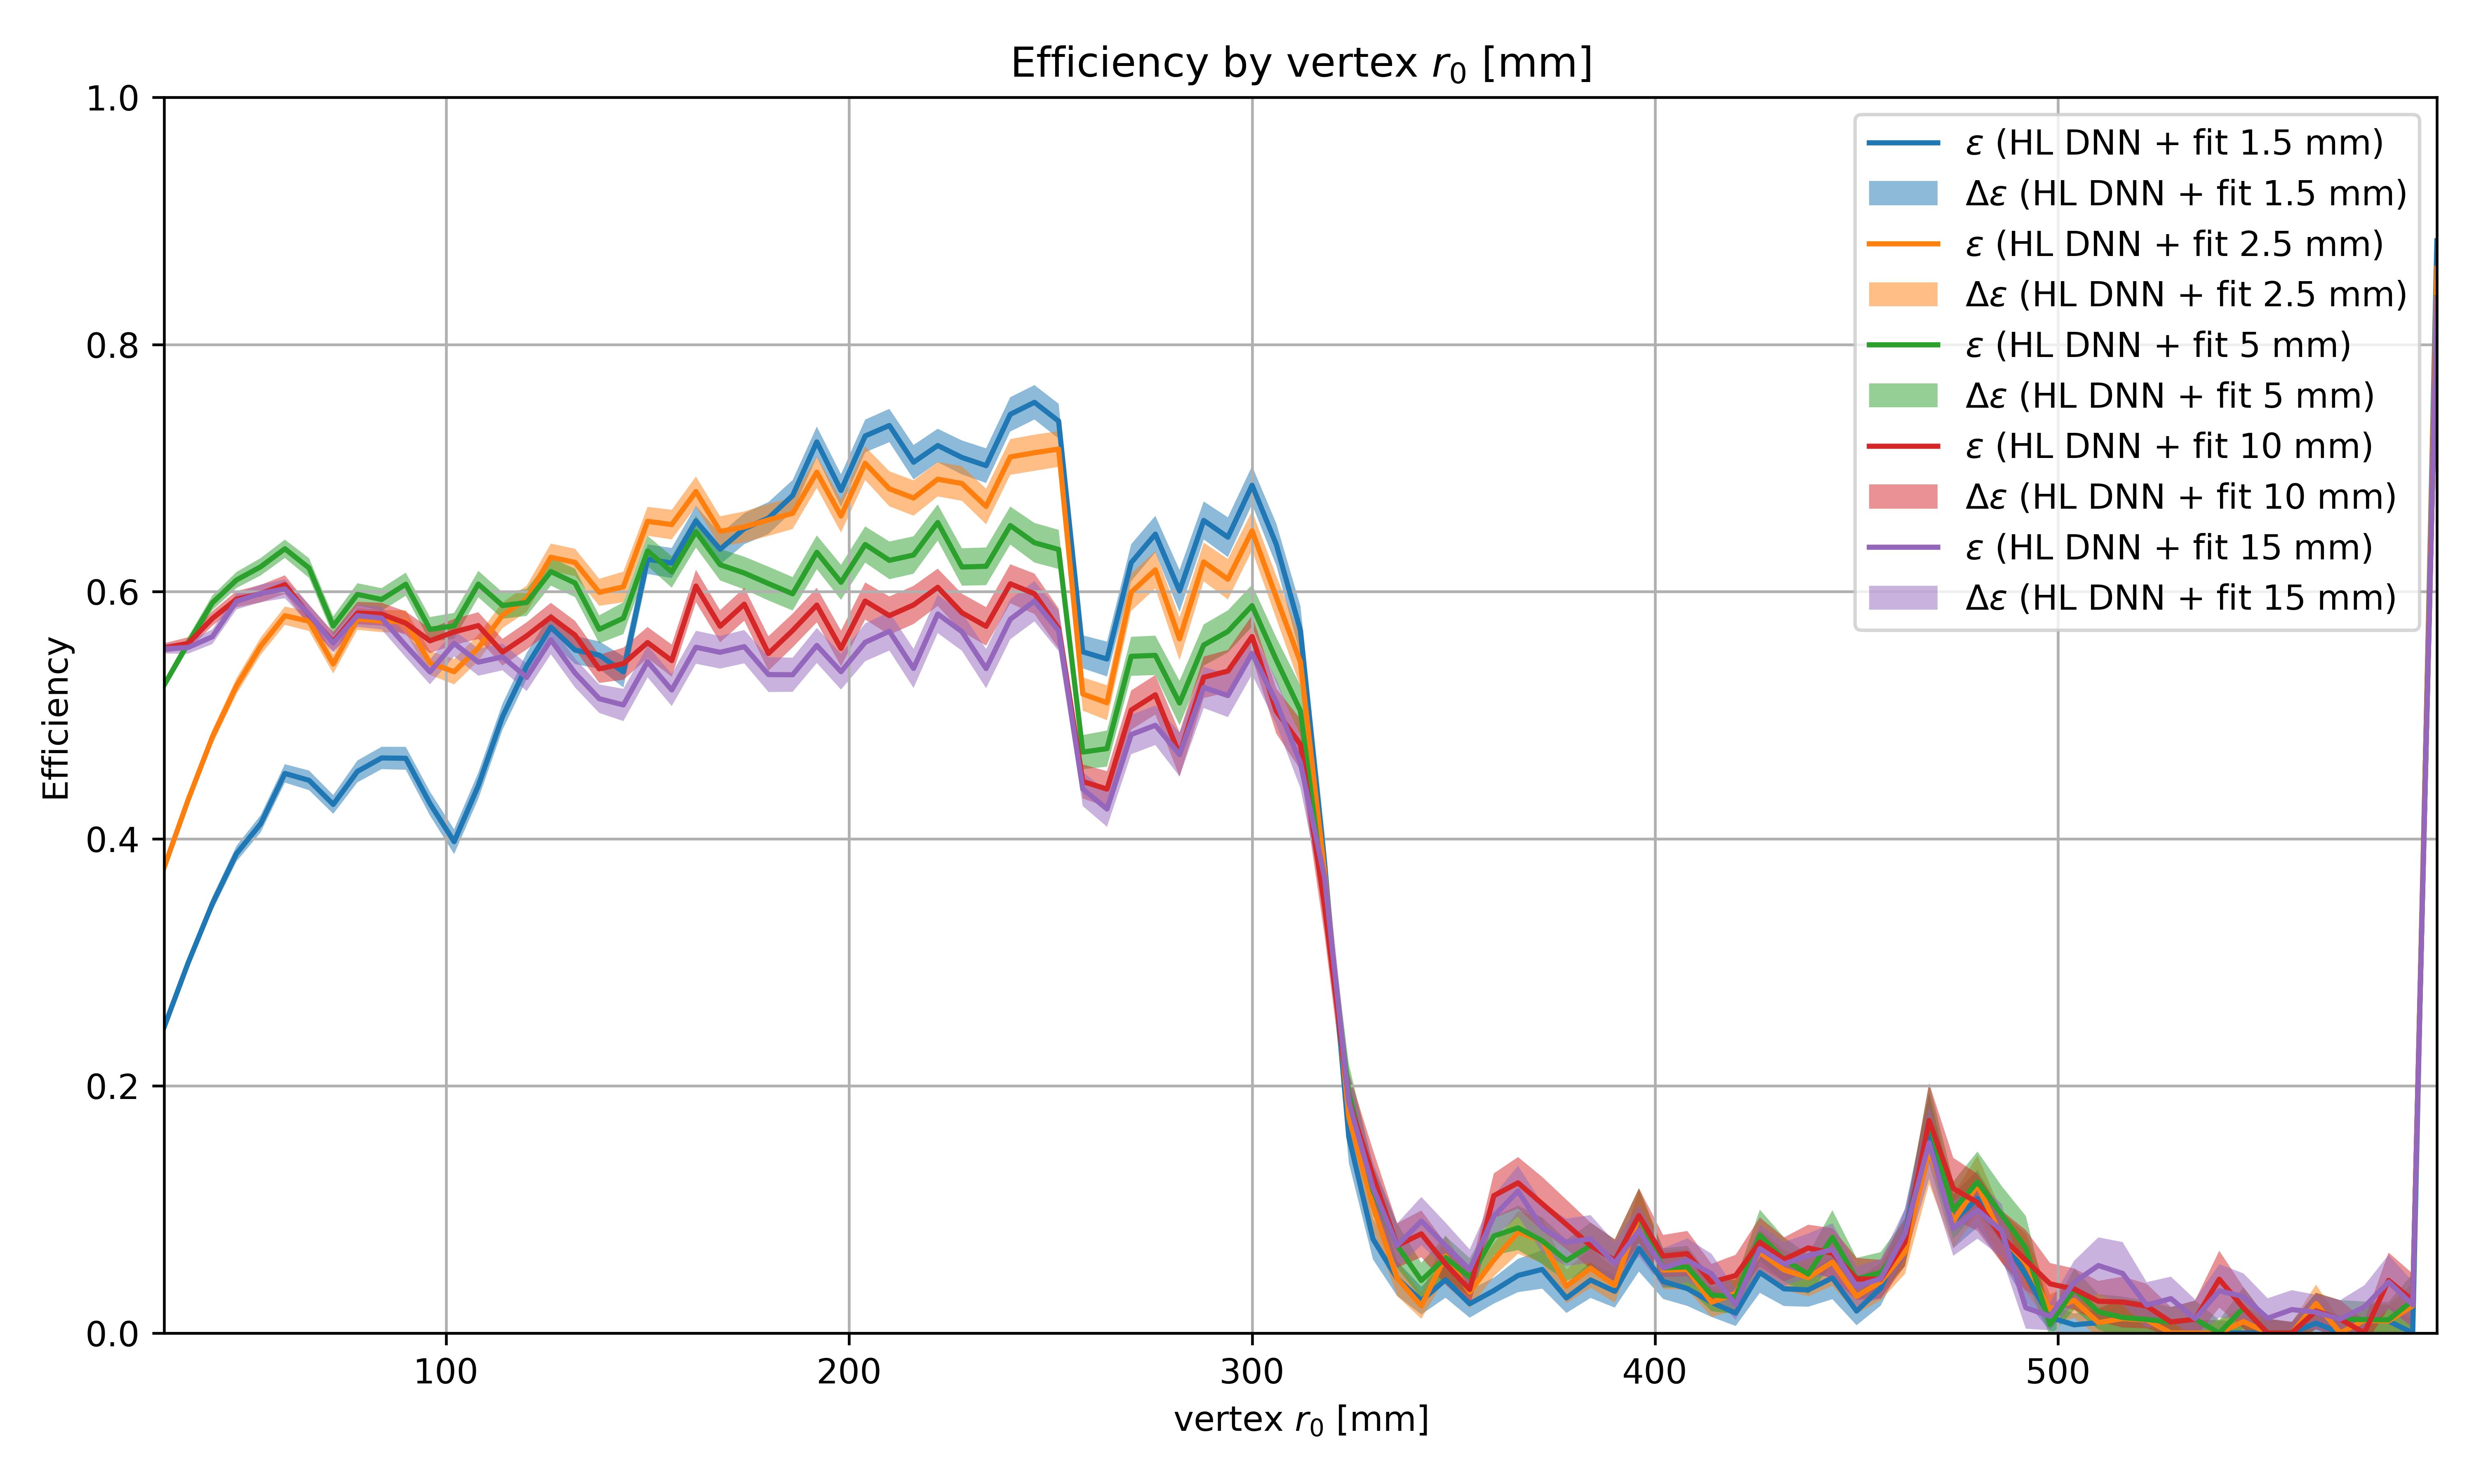 Efficiency by vertex r₀ [mm]
1.0
0.8
0.6
0.4
0.2
0.0
Efficiency
100
200
300
400
500
vertex r₀ [mm]
ε (HL DNN + fit 1.5 mm)
Δε (HL DNN + fit 1.5 mm)
ε (HL DNN + fit 2.5 mm)
Δε (HL DNN + fit 2.5 mm)
ε (HL DNN + fit 5 mm)
Δε (HL DNN + fit 5 mm)
ε (HL DNN + fit 10 mm)
Δε (HL DNN + fit 10 mm)
ε (HL DNN + fit 15 mm)
Δε (HL DNN + fit 15 mm)